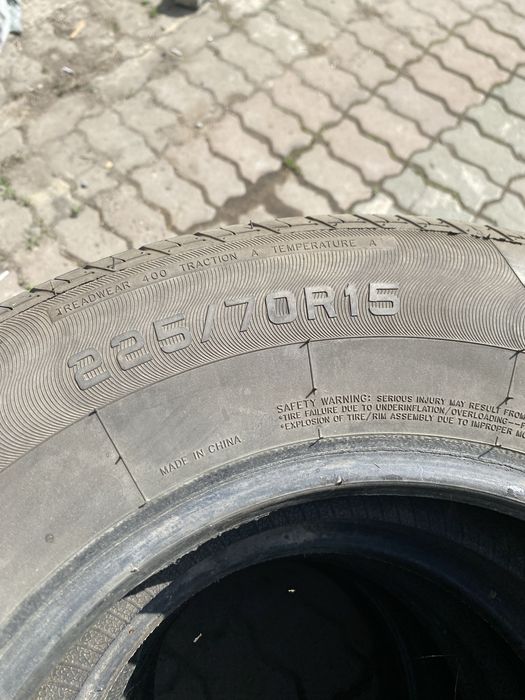 TREADWEAR 400 TRACTION A TEMPERATURE A
225/70R15
SAFETY WARNING: SERIOUS INJURY MAY RESULT FROM
*TIRE FAILURE DUE TO UNDERINFLATION/OVERLOADING---F
*EXPLOSION OF TIRE/RIM ASSEMBLY DUE TO IMPROPER M
MADE IN CHINA